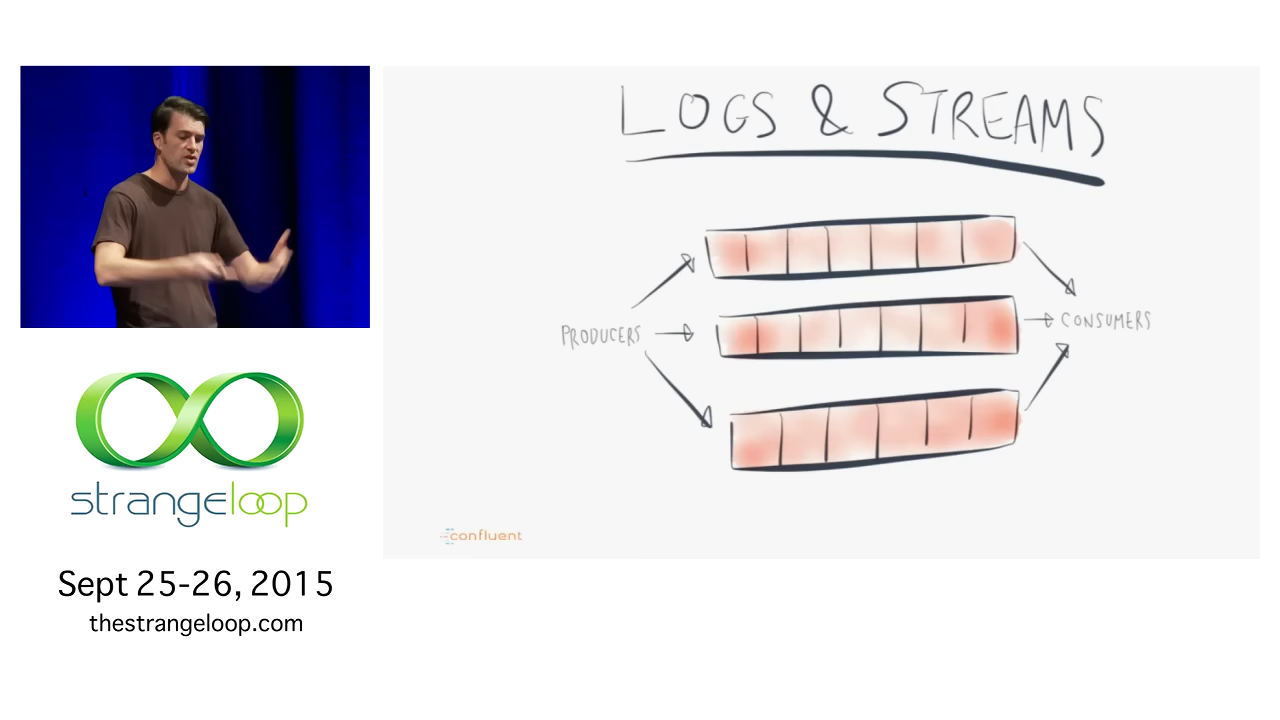 LOGS & STREAMS
PRODUCERS
CONSUMERS
confluent
strangeloop
Sept 25-26, 2015
thestrangeloop.com